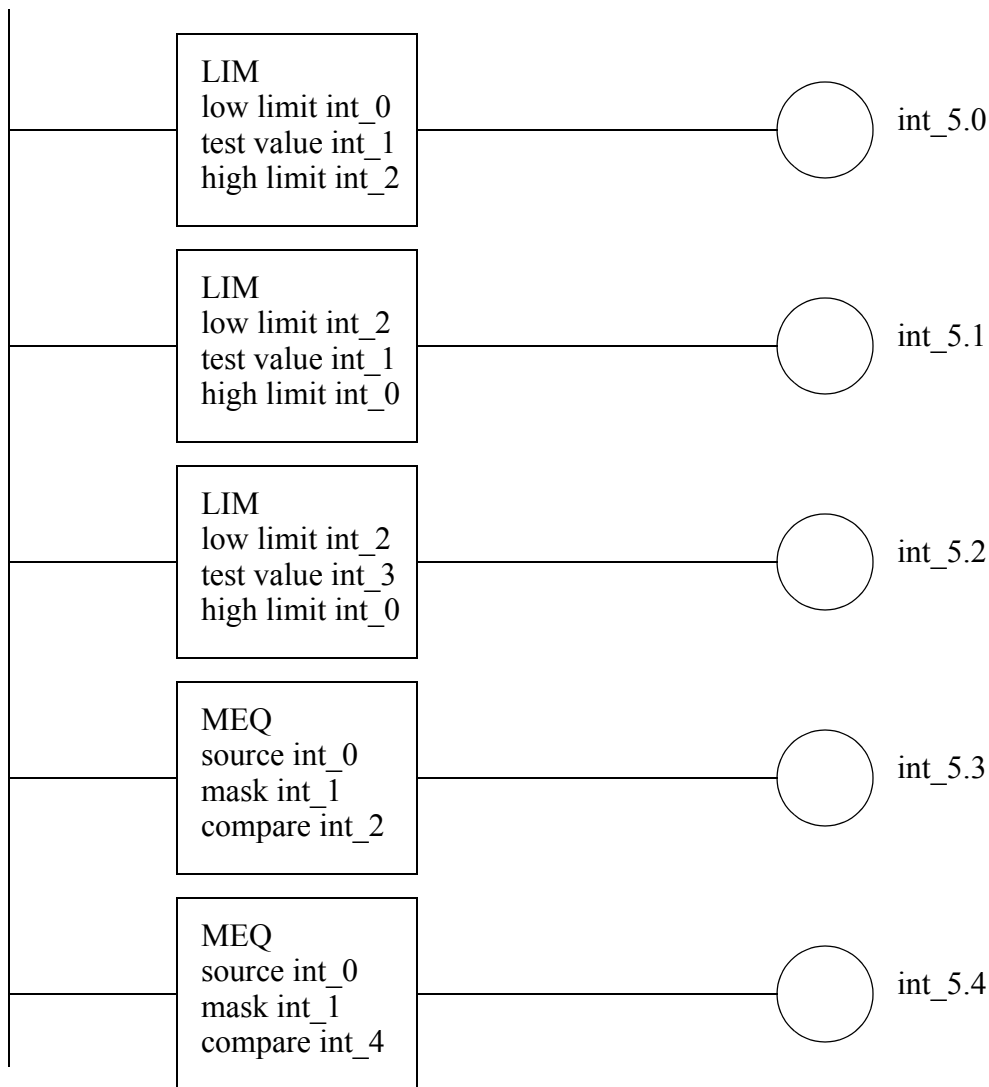 LIM
low limit int_0
test value int_1
high limit int_2
int_5.0
LIM
low limit int_2
test value int_1
high limit int_0
int_5.1
LIM
low limit int_2
test value int_3
high limit int_0
int_5.2
MEQ
source int_0
mask int_1
compare int_2
int_5.3
MEQ
source int_0
mask int_1
compare int_4
int_5.4